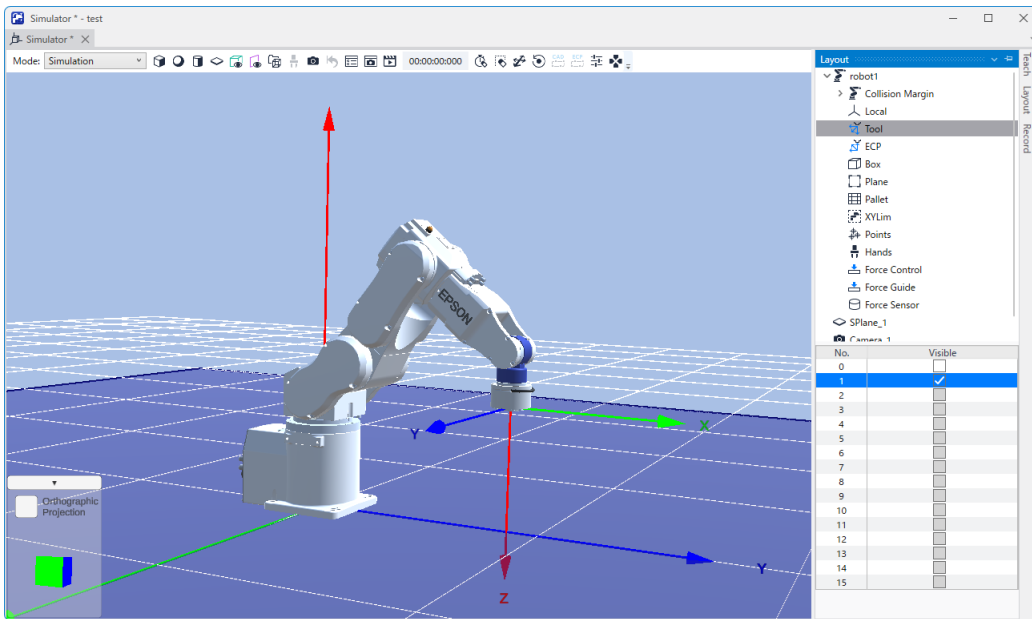 Simulator * - test
Simulator *
Mode: Simulation 00:00:00:000
Layout
robot1
Collision Margin
Local
Tool
ECP
Box
Plane
Pallet
XYLim
Points
Hands
Force Control
Force Guide
Force Sensor
SPlane_1
Camera_1
Teach
Layout
Record
No. Visible
0
1
2
3
4
5
6
7
8
9
10
11
12
13
14
15
EPSON
Y
X
Z
Y
Orthographic
Projection